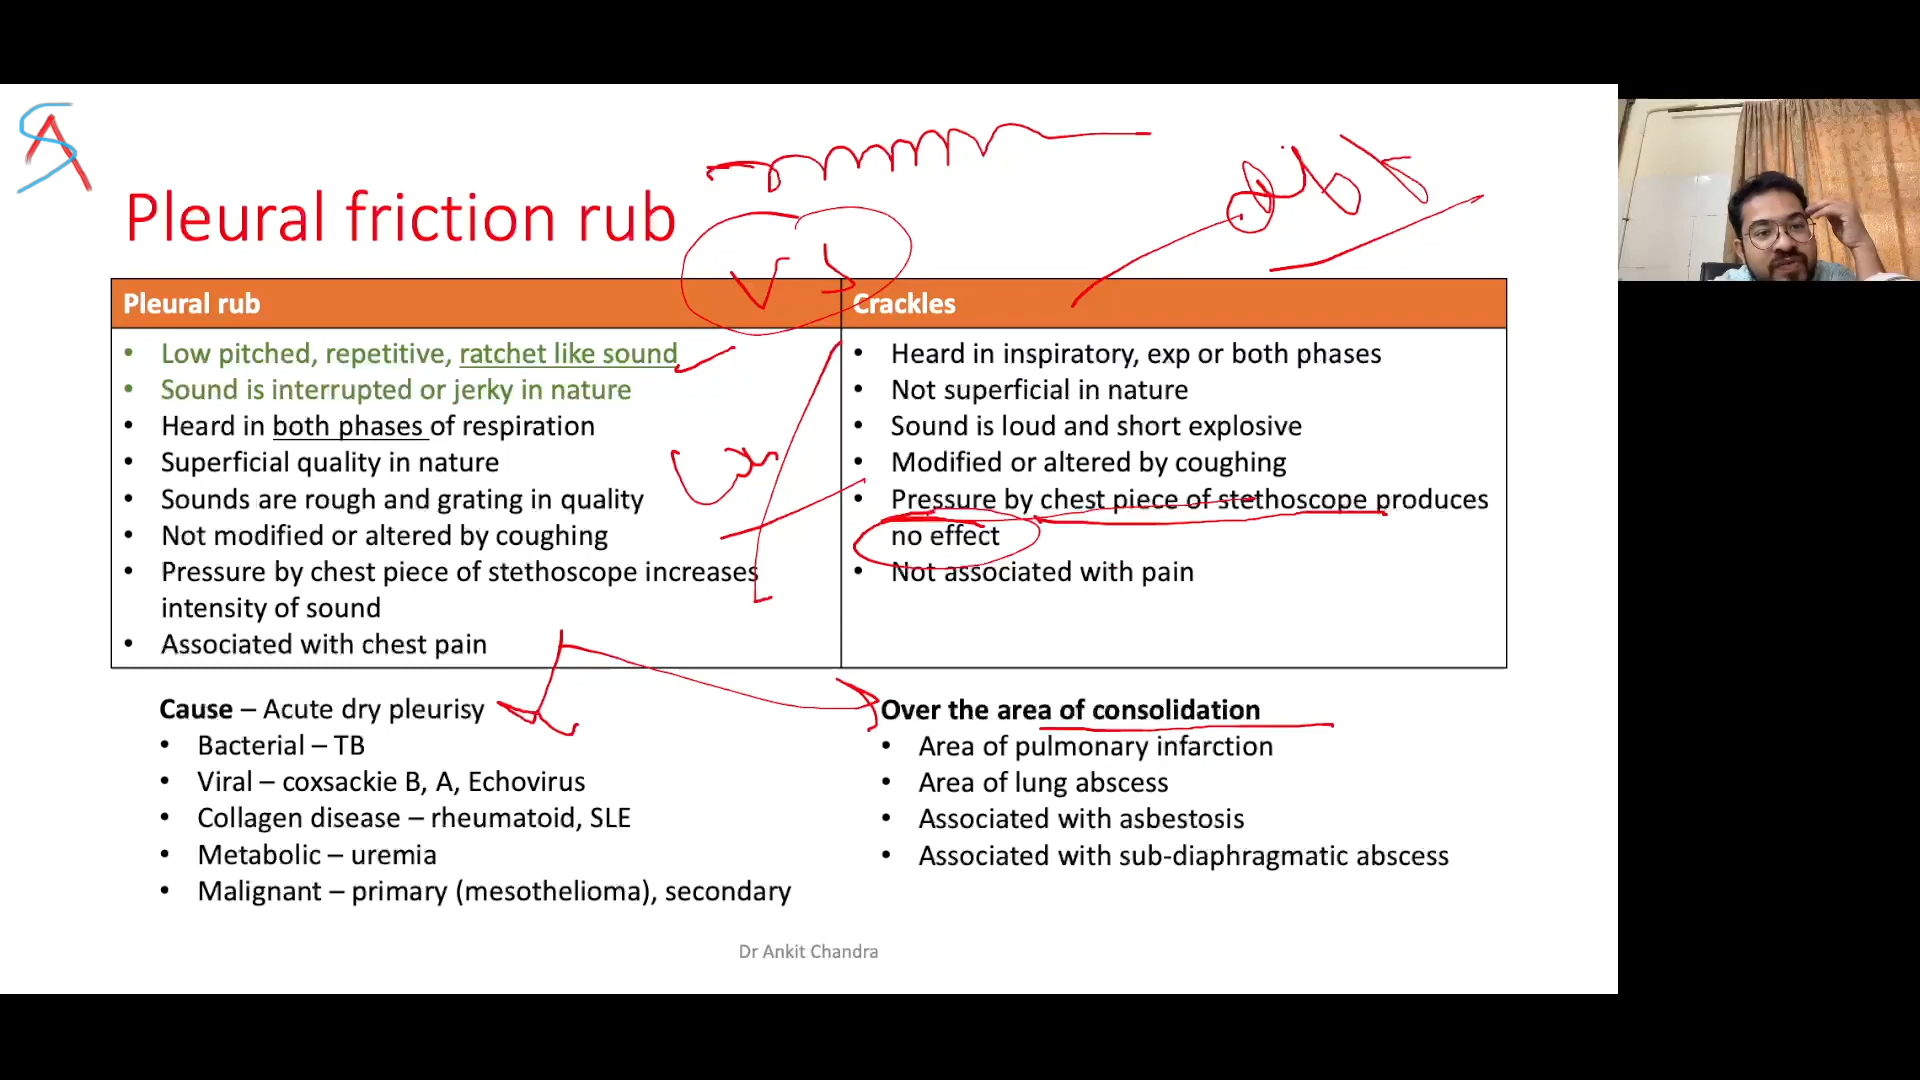 Pleural friction rub
VS
Pleural rub
Low pitched, repetitive, ratchet like sound
Sound is interrupted or jerky in nature
Heard in both phases of respiration
Superficial quality in nature
Sounds are rough and grating in quality
Not modified or altered by coughing
Pressure by chest piece of stethoscope increases
intensity of sound
Associated with chest pain
Crackles
Heard in inspiratory, exp or both phases
Not superficial in nature
Sound is loud and short explosive
Modified or altered by coughing
Pressure by chest piece of stethoscope produces
no effect
Not associated with pain
Cause – Acute dry pleurisy
Bacterial – TB
Viral – coxsackie B, A, Echovirus
Collagen disease – rheumatoid, SLE
Metabolic – uremia
Malignant – primary (mesothelioma), secondary
Over the area of consolidation
Area of pulmonary infarction
Area of lung abscess
Associated with asbestosis
Associated with sub-diaphragmatic abscess
Dr Ankit Chandra